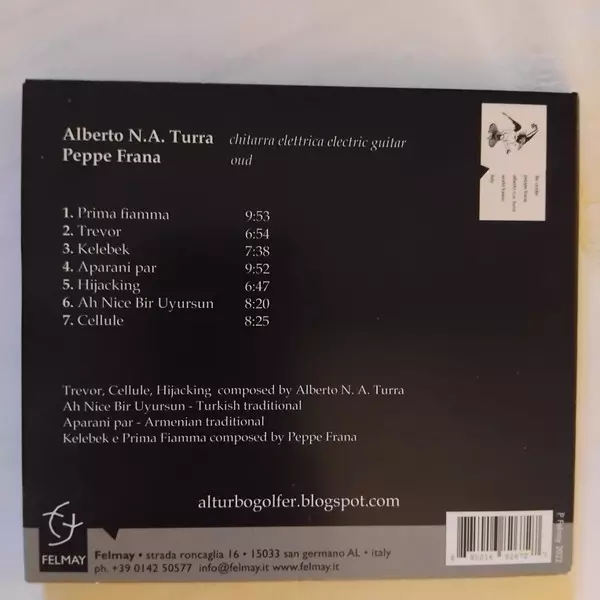 Alberto N.A. Turra chitarra elettrica electric guitar
Peppe Frana oud
1. Prima fiamma 9:53
2. Trevor 6:54
3. Kelebek 7:38
4. Aparani par 9:52
5. Hijacking 6:47
6. Ah Nice Bir Uyursun 8:20
7. Cellule 8:25
Trevor, Cellule, Hijacking composed by Alberto N. A. Turra
Ah Nice Bir Uyursun - Turkish traditional
Aparani par - Armenian traditional
Kelebek e Prima Fiamma composed by Peppe Frana
alturbogolfer.blogspot.com
FELMAY
Felmay • strada roncaglia 16 • 15033 san germano AL • italy
ph. +39 0142 50577 info@felmay.it www.felmay.it
peppe frana